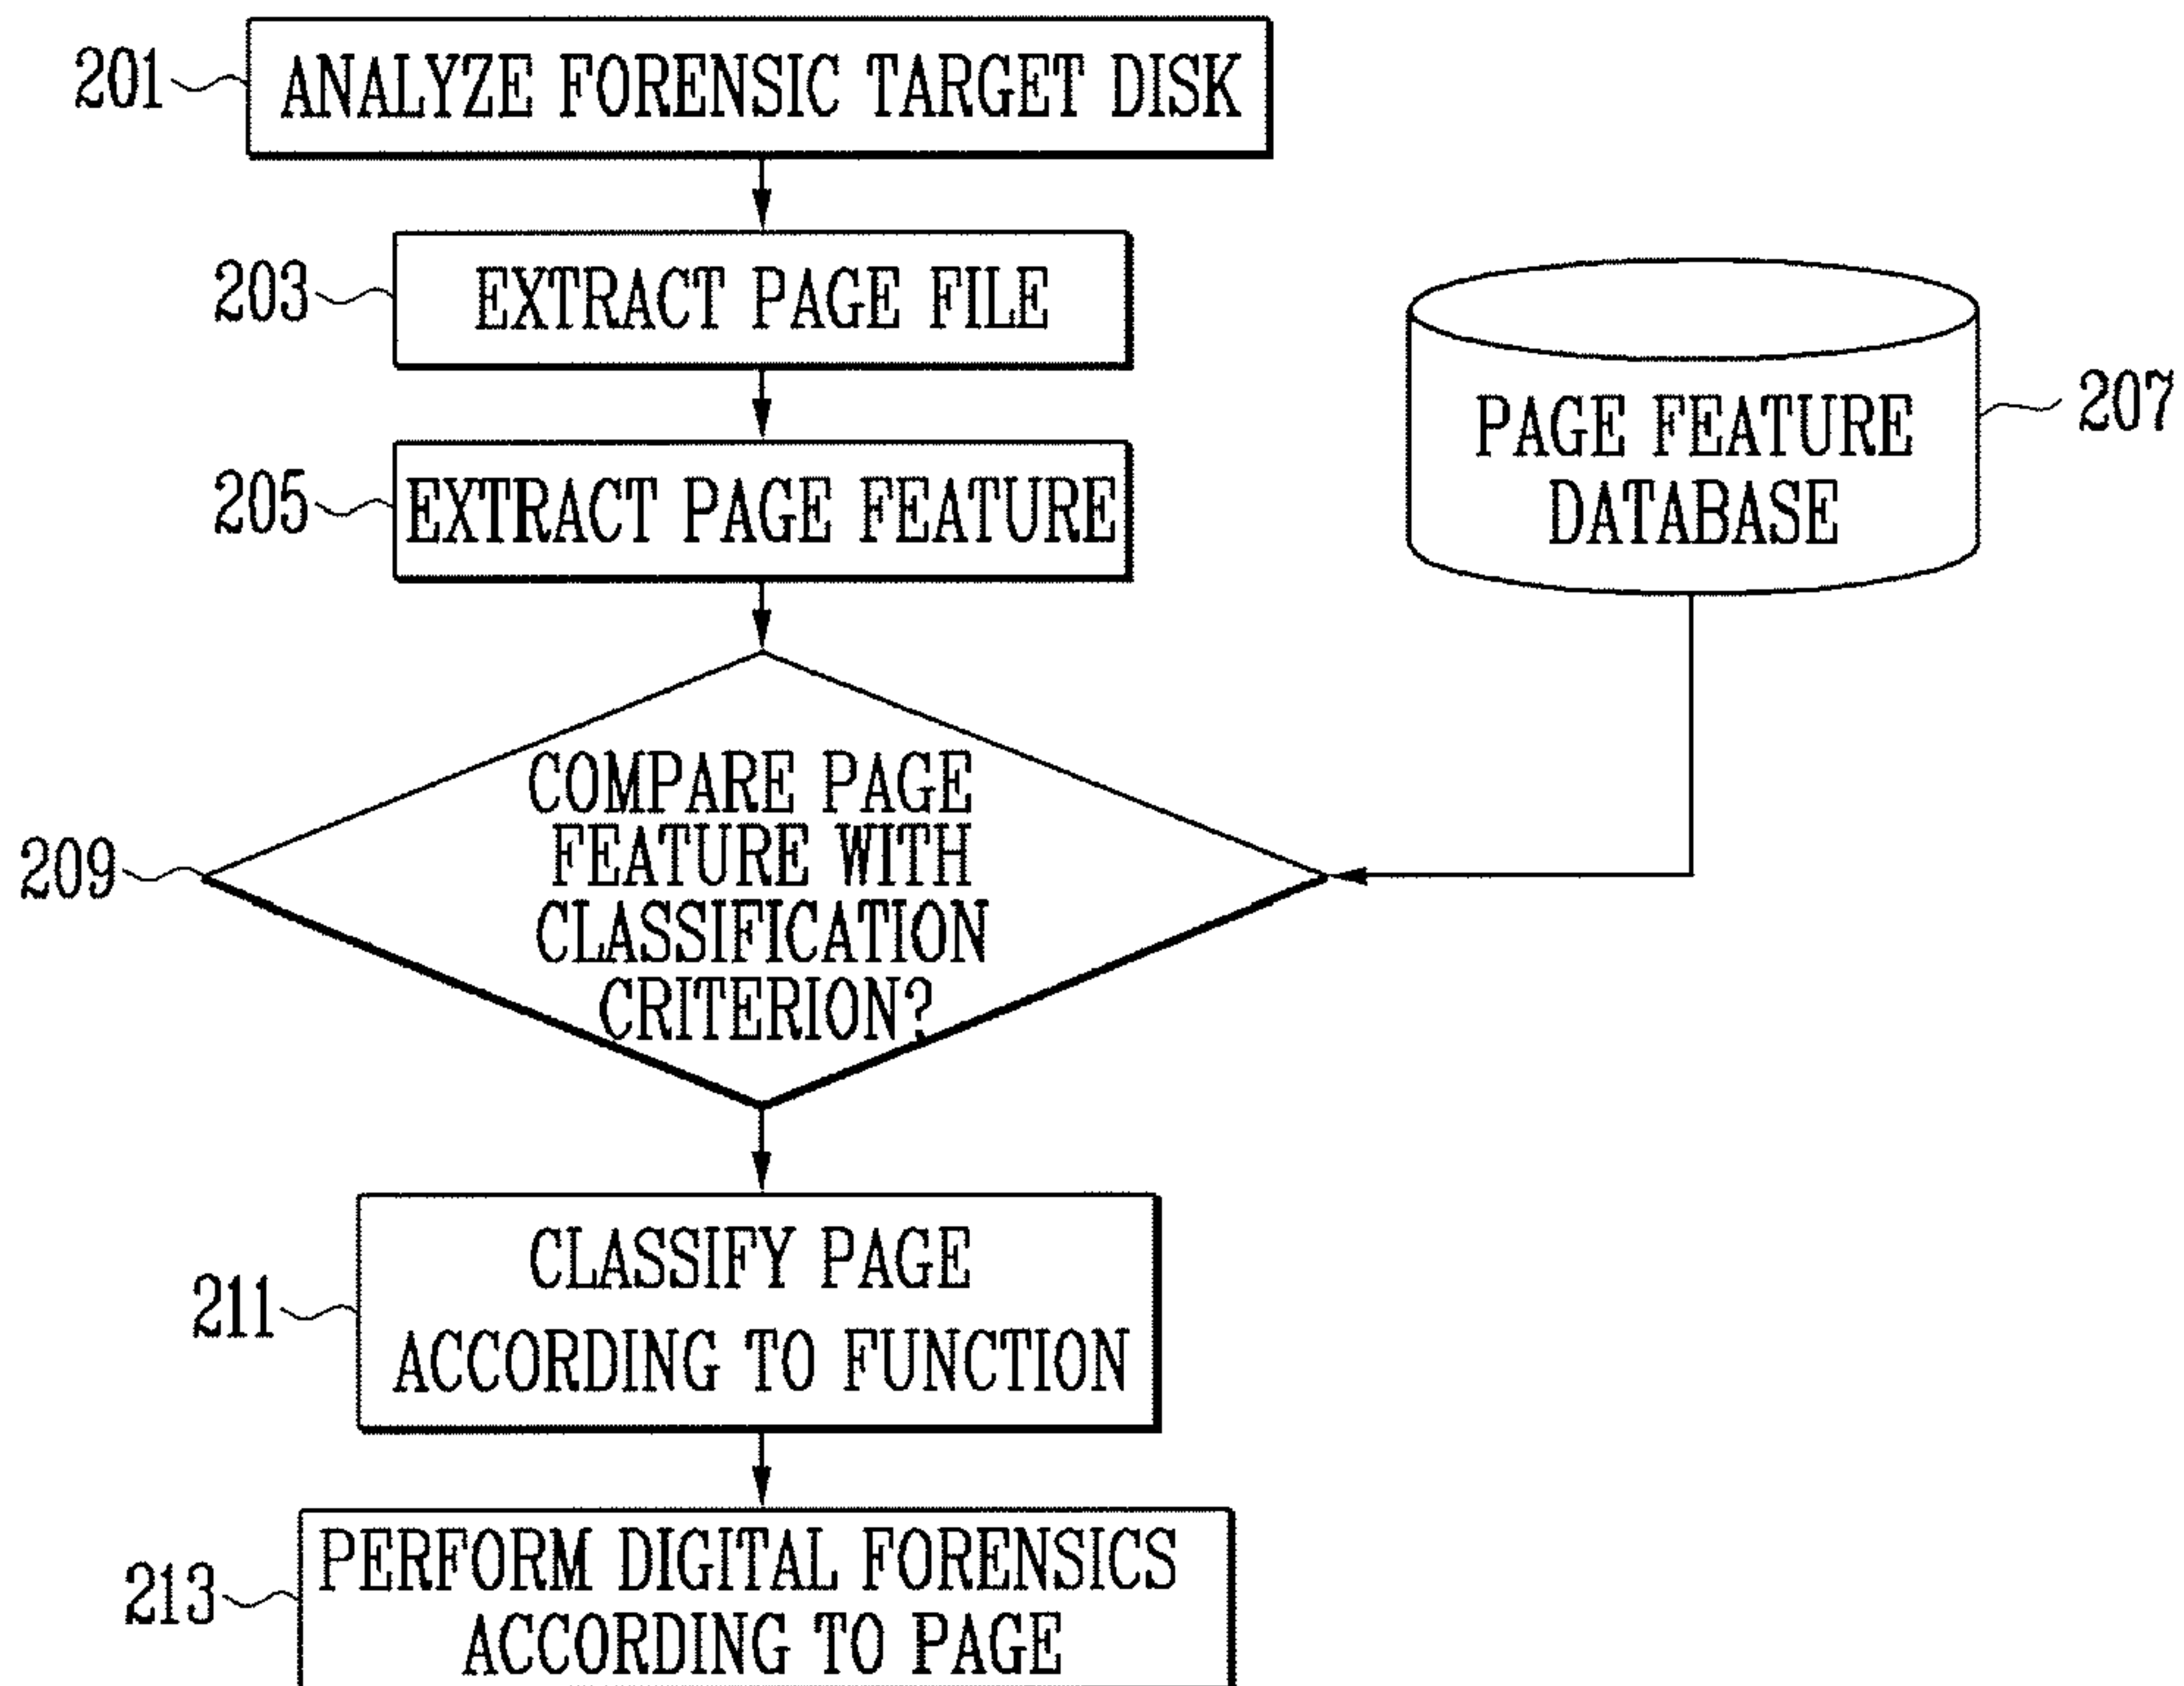 201
ANALYZE FORENSIC TARGET DISK
203
EXTRACT PAGE FILE
205
EXTRACT PAGE FEATURE
PAGE FEATURE
DATABASE
207
209
COMPARE PAGE
FEATURE WITH
CLASSIFICATION
CRITERION?
211
CLASSIFY PAGE
ACCORDING TO FUNCTION
213
PERFORM DIGITAL FORENSICS
ACCORDING TO PAGE